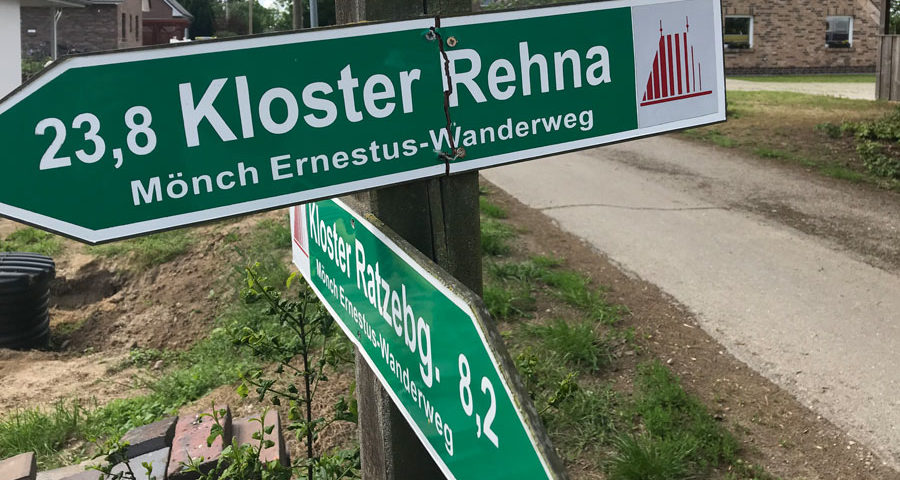 23,8 Kloster Rehna
Mönch Ernestus-Wanderweg
Kloster Ratzebg. 8,2
Mönch Ernestus-Wanderweg